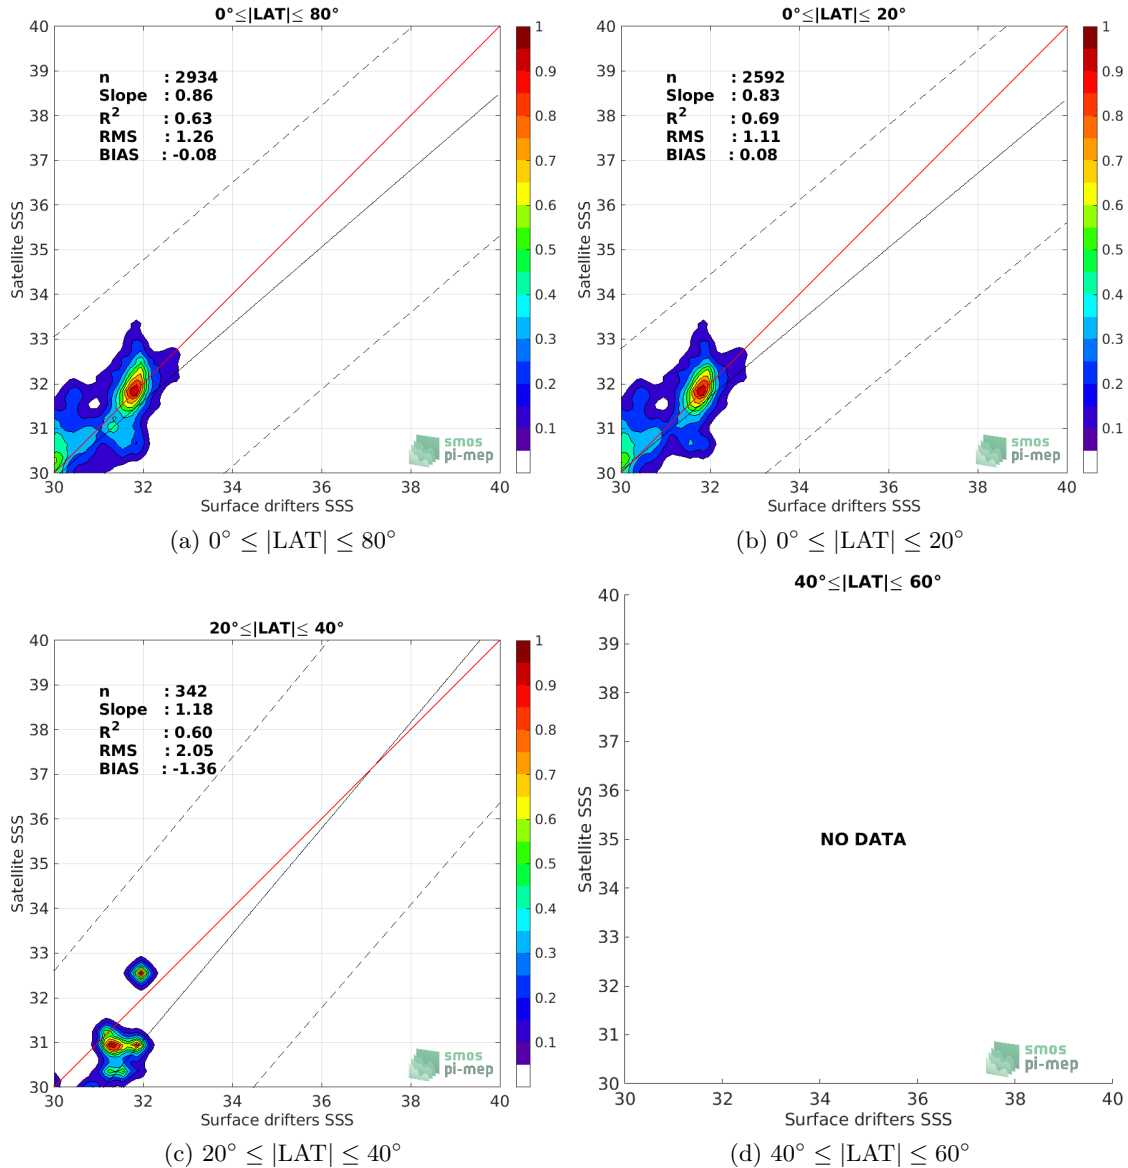 0°≤|LAT|≤ 80°
40
39
38
37
36
35
34
33
32
31
30
Satellite SSS
n : 2934
Slope : 0.86
R2 : 0.63
RMS : 1.26
BIAS : -0.08
smos
pi-mep
30 32 34 36 38 40
Surface drifters SSS
1
0.9
0.8
0.7
0.6
0.5
0.4
0.3
0.2
0.1
(a) 0° ≤ |LAT| ≤ 80°
0°≤|LAT|≤ 20°
40
39
38
37
36
35
34
33
32
31
30
Satellite SSS
n : 2592
Slope : 0.83
R2 : 0.69
RMS : 1.11
BIAS : 0.08
smos
pi-mep
30 32 34 36 38 40
Surface drifters SSS
1
0.9
0.8
0.7
0.6
0.5
0.4
0.3
0.2
0.1
(b) 0° ≤ |LAT| ≤ 20°
20°≤|LAT|≤ 40°
40
39
38
37
36
35
34
33
32
31
30
Satellite SSS
n : 342
Slope : 1.18
R2 : 0.60
RMS : 2.05
BIAS : -1.36
smos
pi-mep
30 32 34 36 38 40
Surface drifters SSS
1
0.9
0.8
0.7
0.6
0.5
0.4
0.3
0.2
0.1
(c) 20° ≤ |LAT| ≤ 40°
40°≤|LAT|≤ 60°
40
39
38
37
36
35
34
33
32
31
30
Satellite SSS
NO DATA
smos
pi-mep
30 32 34 36 38 40
Surface drifters SSS
(d) 40° ≤ |LAT| ≤ 60°